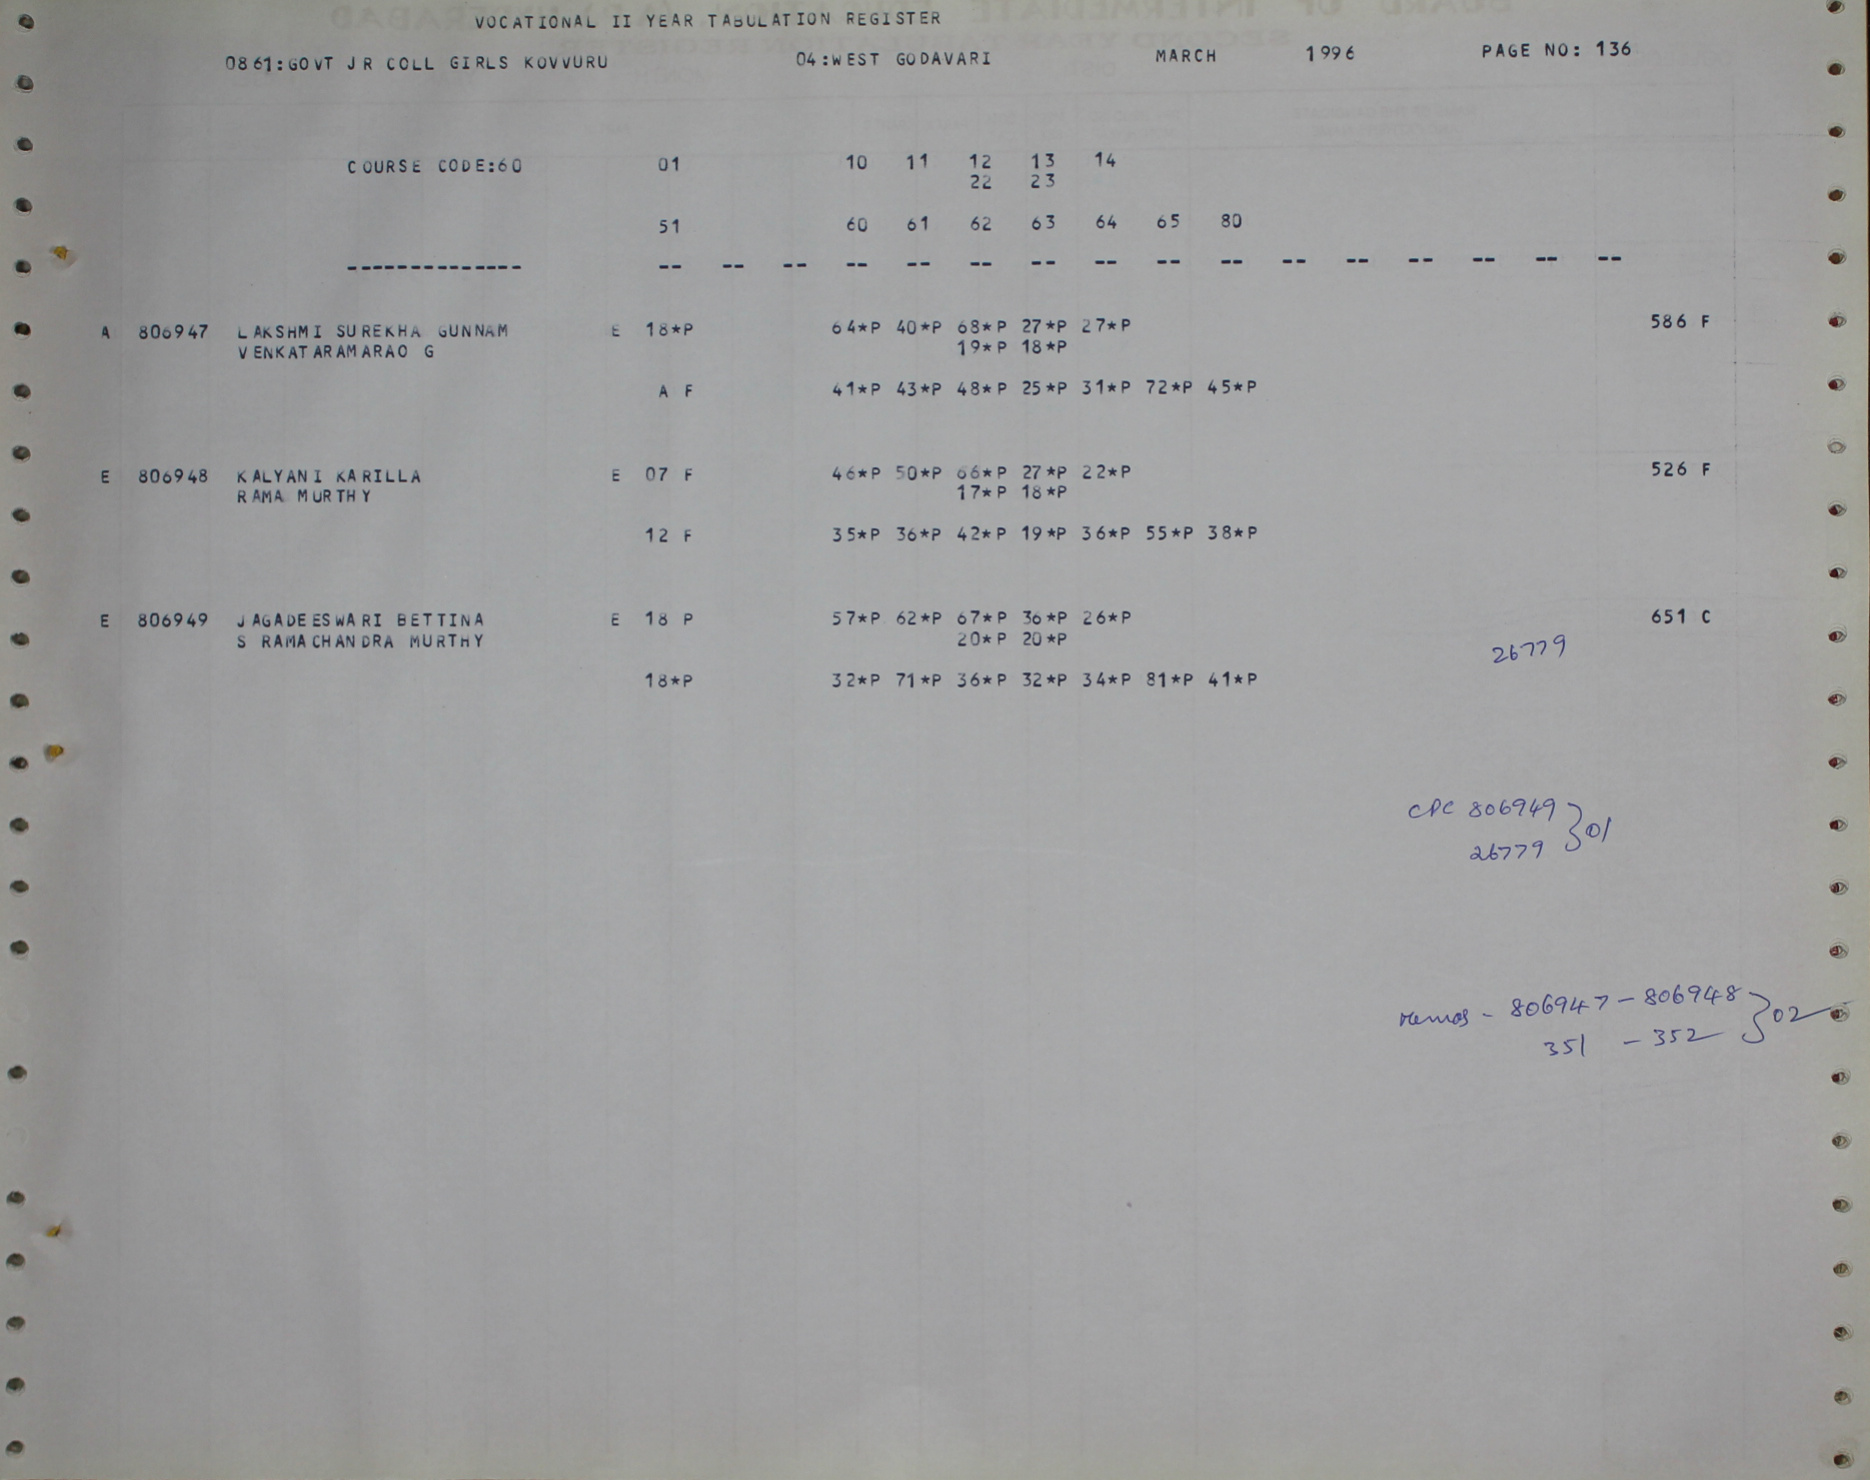 VOCATIONAL II YEAR TABULATION REGISTER
0861:GOVT JR COLL GIRLS KOVVURU 04:WEST GODAVARI MARCH 1996 PAGE NO: 136
COURSE CODE:60 01 10 11 12 13 14
22 23
51 60 61 62 63 64 65 80
-------------- -- -- -- -- -- -- -- -- -- -- -- -- -- -- -- --
A 806947 LAKSHMI SUREKHA GUNNAM E 18*P 64*P 40*P 68*P 27*P 27*P 586 F
VENKATARAMARAO G 19*P 18*P
A F 41*P 43*P 48*P 25*P 31*P 72*P 45*P
E 806948 KALYANI KARILLA E 07 F 46*P 50*P 66*P 27*P 22*P 526 F
RAMA MURTHY 17*P 18*P
12 F 35*P 36*P 42*P 19*P 36*P 55*P 38*P
E 806949 JAGADEESWARI BETTINA E 18 P 57*P 62*P 67*P 36*P 26*P 651 C
S RAMACHANDRA MURTHY 20*P 20*P
26779
18*P 32*P 71*P 36*P 32*P 34*P 81*P 41*P
CPC 806949 } 01
26779
Memos - 806947 - 806948 } 02
351 - 352